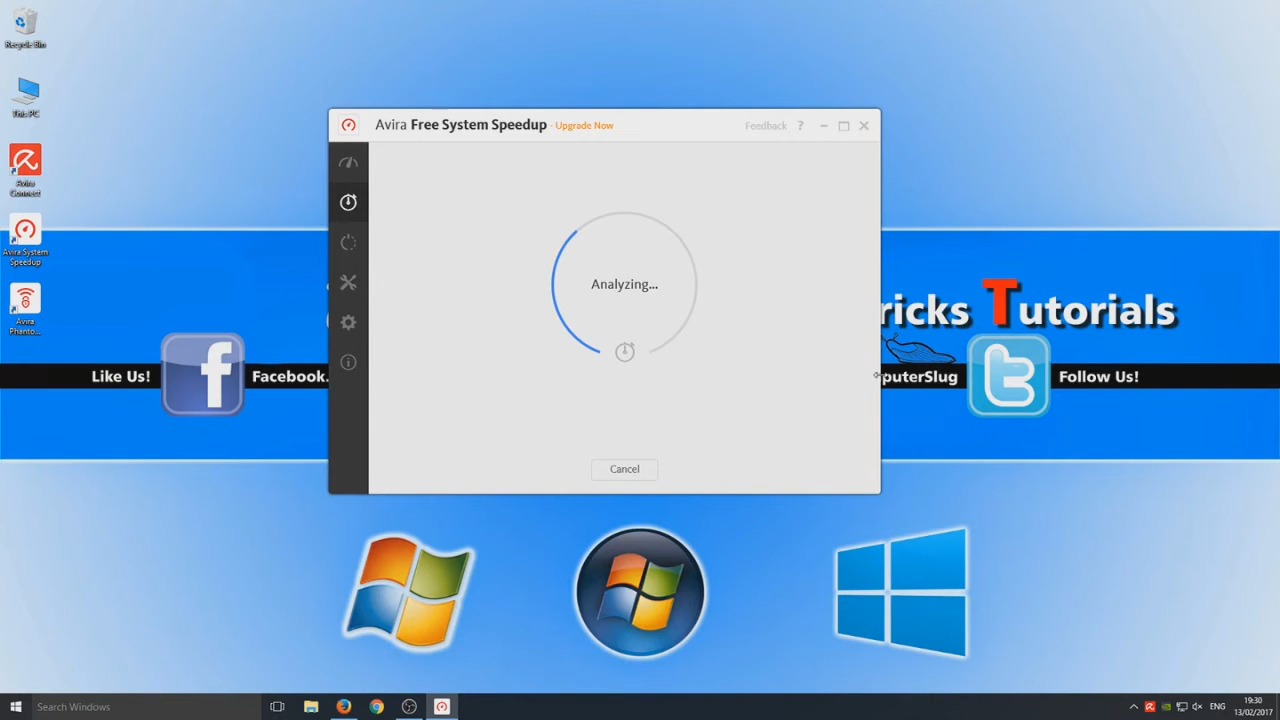 Recycle Bin
This PC
Avira
Connect
Avira System
Speedup
Avira
Phanto...
Avira Free System Speedup - Upgrade Now
Feedback ?
Analyzing...
Cancel
ricks Tutorials
Like Us!
Facebook.
puterSlug
Follow Us!
Search Windows
ENG
19:30
13/02/2017